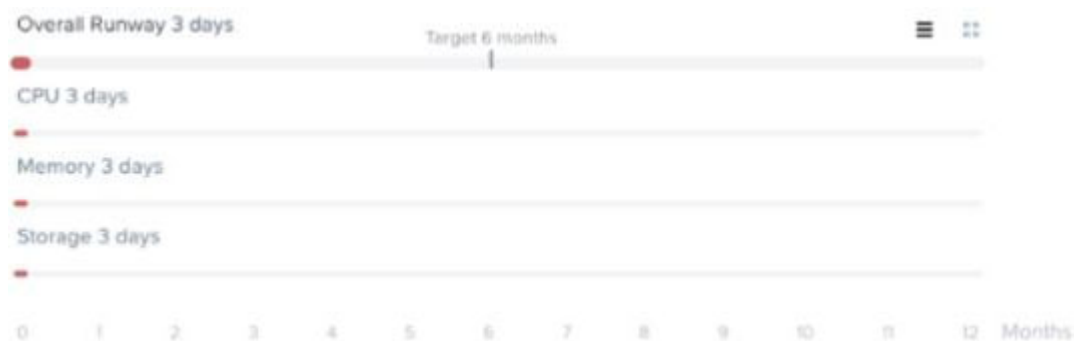 Overall Runway 3 days
Target 6 months
CPU 3 days
Memory 3 days
Storage 3 days
0 1 2 3 4 5 6 7 8 9 10 11 12 Months